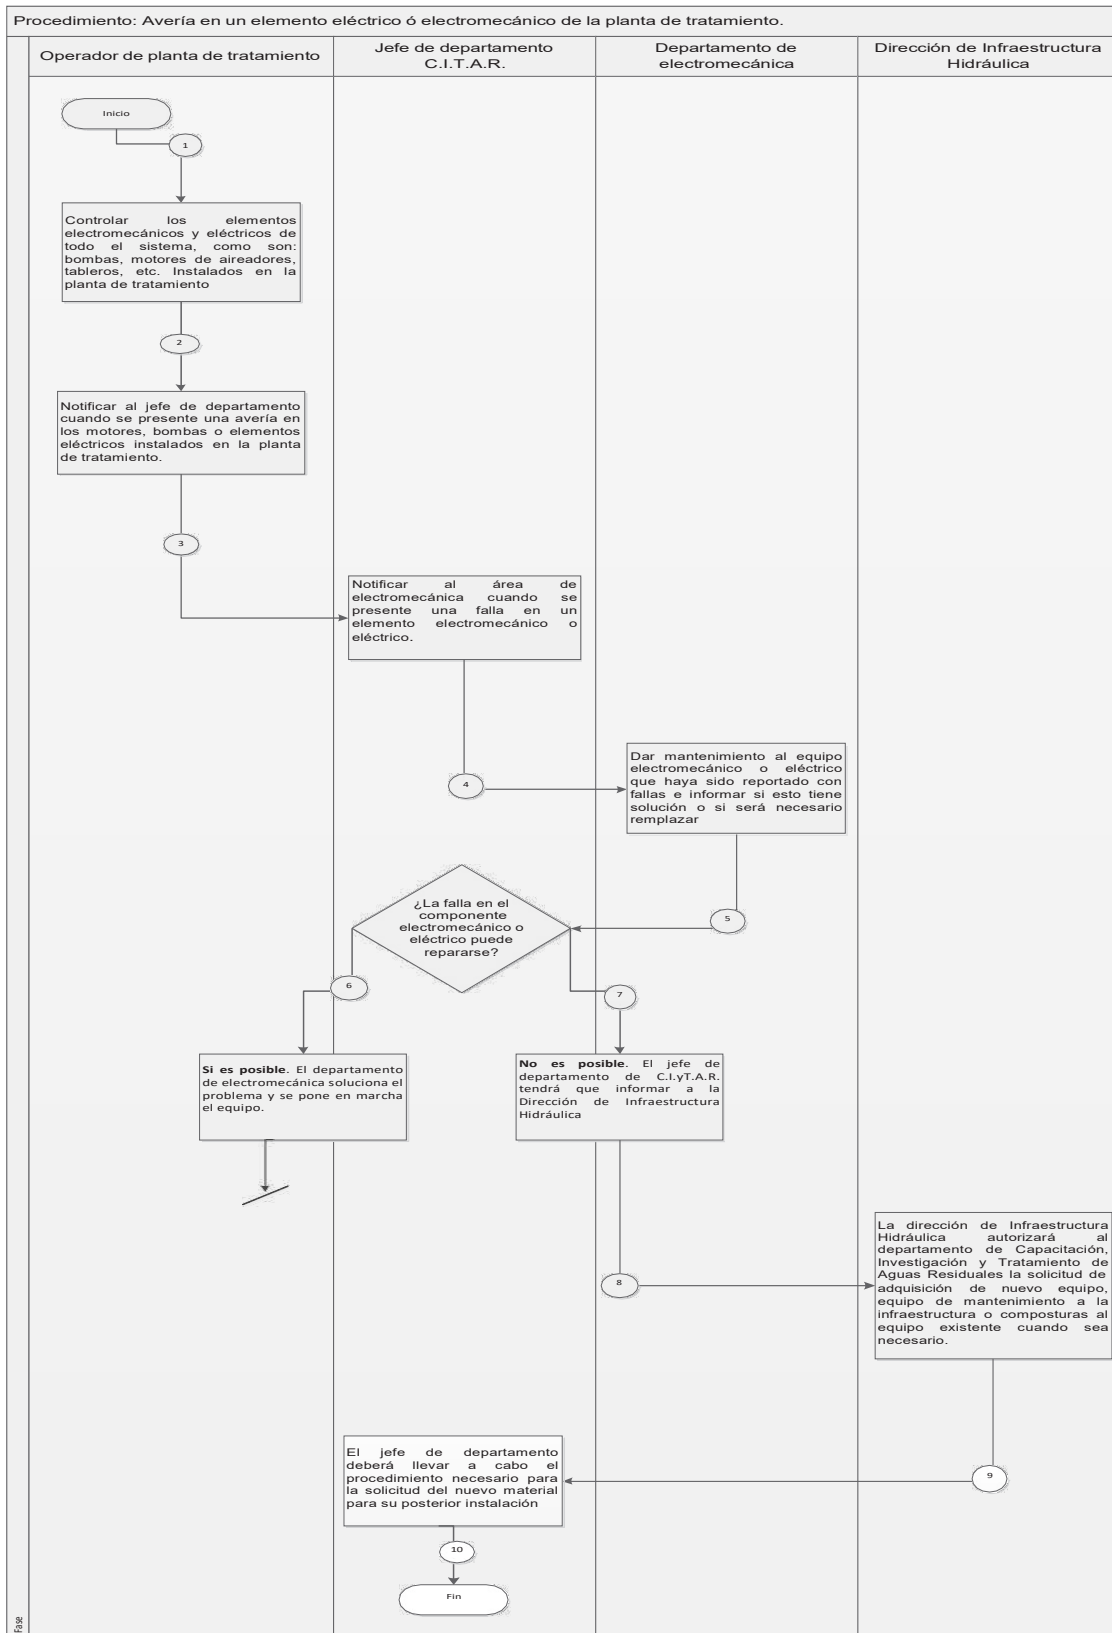 Procedimiento: Avería en un elemento eléctrico ó electromecánico de la planta de tratamiento.
Operador de planta de tratamiento
Jefe de departamento
C.I.T.A.R.
Departamento de
electromecánica
Dirección de Infraestructura
Hidráulica
Inicio
1
Controlar los elementos
electromecánicos y eléctricos de
todo el sistema, como son:
bombas, motores de aireadores,
tableros, etc. Instalados en la
planta de tratamiento
2
Notificar al jefe de departamento
cuando se presente una avería en
los motores, bombas o elementos
eléctricos instalados en la planta
de tratamiento.
3
Notificar al área de
electromecánica cuando se
presente una falla en un
elemento electromecánico o
eléctrico.
4
Dar mantenimiento al equipo
electromecánico o eléctrico
que haya sido reportado con
fallas e informar si esto tiene
solución o si será necesario
remplazar
5
¿La falla en el
componente
electromecánico o
eléctrico puede
repararse?
6
7
Si es posible. El departamento
de electromecánica soluciona el
problema y se pone en marcha
el equipo.
No es posible. El jefe de
departamento de C.I.yT.A.R.
tendrá que informar a la
Dirección de Infraestructura
Hidráulica
8
La dirección de Infraestructura
Hidráulica autorizará al
departamento de Capacitación,
Investigación y Tratamiento de
Aguas Residuales la solicitud de
adquisición de nuevo equipo,
equipo de mantenimiento a la
infraestructura o composturas al
equipo existente cuando sea
necesario.
9
El jefe de departamento
deberá llevar a cabo el
procedimiento necesario para
la solicitud del nuevo material
para su posterior instalación
10
Fin
Fase